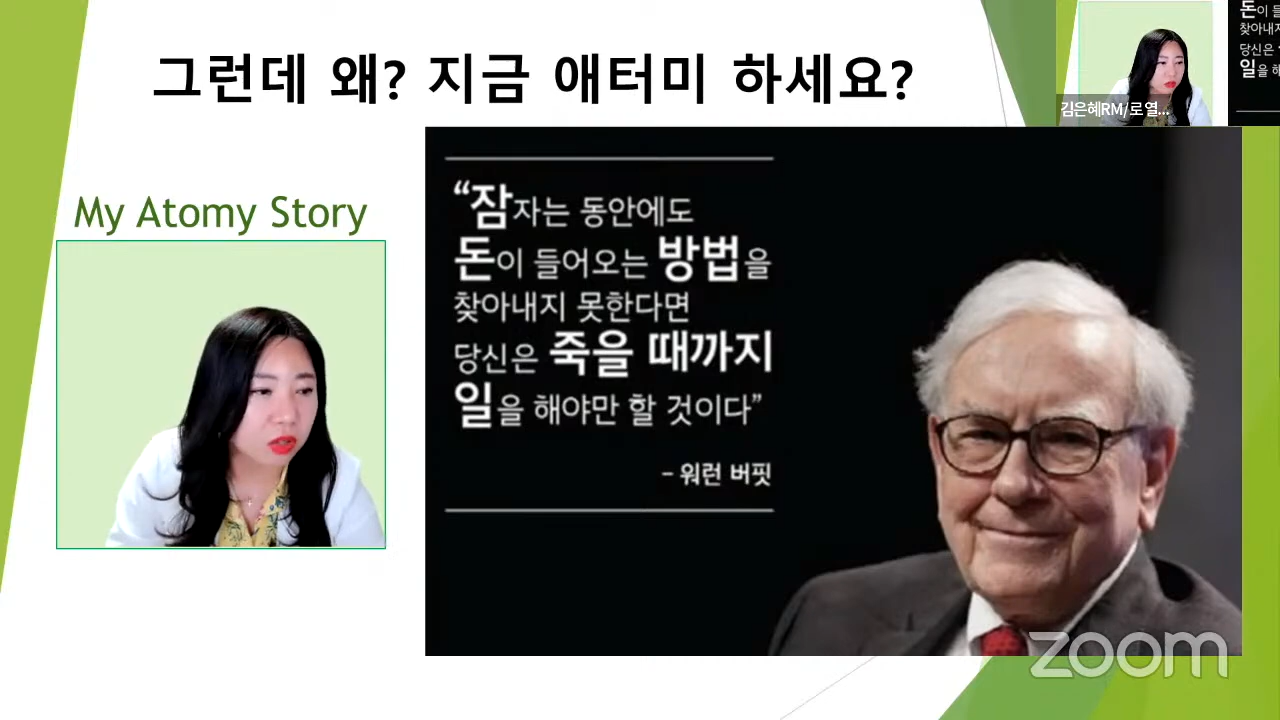 그런데 왜? 지금 애터미 하세요?
My Atomy Story
“잠자는 동안에도
돈이 들어오는 방법을
찾아내지 못한다면
당신은 죽을 때까지
일을 해야만 할 것이다”
- 워런 버핏
김은혜RM/로열...
돈이 들
찾아내지
당신은
일을 해
zoom